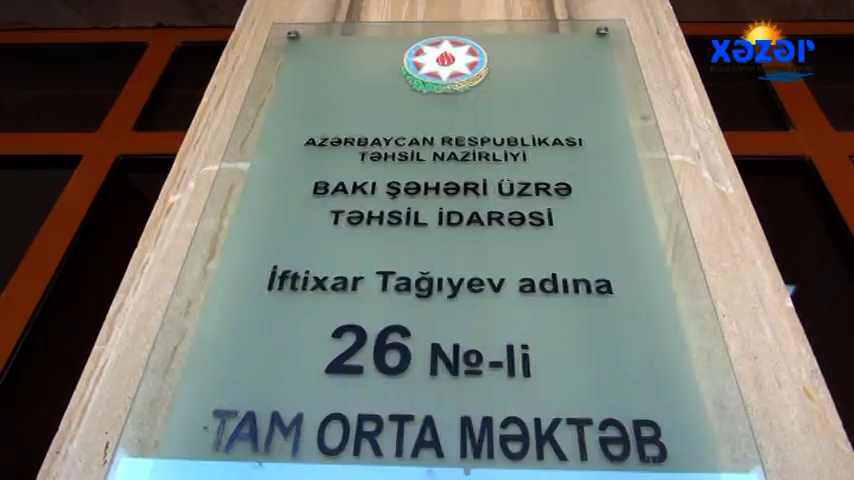 xəzər
AZƏRBAYCAN RESPUBLİKASI
TƏHSİL NAZİRLİYİ
BAKI ŞƏHƏRİ ÜZRƏ
TƏHSİL İDARƏSİ
İftixar Tağıyev adına
26 №-li
TAM ORTA MƏKTƏB